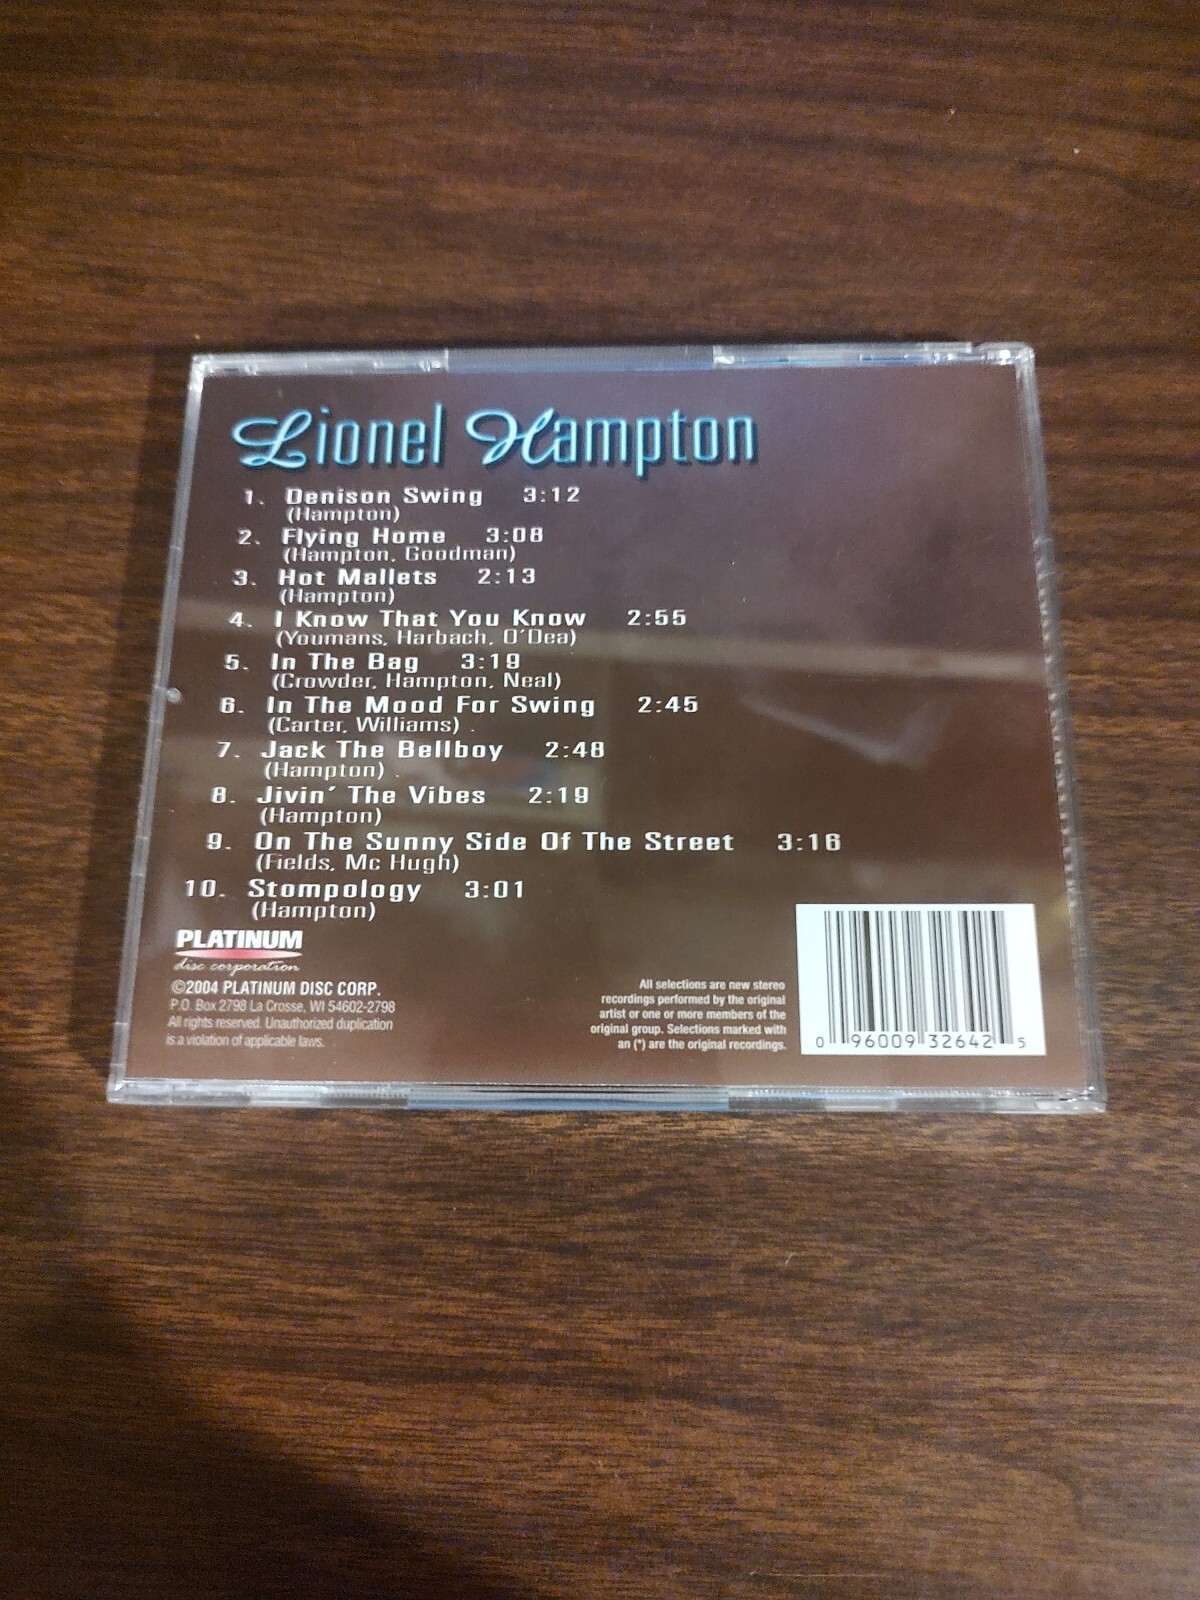 Lionel Hampton
1. Denison Swing 3:12
(Hampton)
2. Flying Home 3:08
(Hampton, Goodman)
3. Hot Mallets 2:13
(Hampton)
4. I Know That You Know 2:55
(Youmans, Harbach, O'Dea)
5. In The Bag 3:19
(Crowder, Hampton, Neal)
6. In The Mood For Swing 2:45
(Carter, Williams)
7. Jack The Bellboy 2:48
(Hampton)
8. Jivin' The Vibes 2:19
(Hampton)
9. On The Sunny Side Of The Street 3:16
(Fields, Mc Hugh)
10. Stompology 3:01
(Hampton)
PLATINUM
disc corporation
©2004 PLATINUM DISC CORP.
P.O. Box 2798 La Crosse, WI 54602-2798
All rights reserved. Unauthorized duplication
is a violation of applicable laws.
All selections are new stereo
recordings performed by the original
artist or one or more members of the
original group. Selections marked with
an (*) are the original recordings.
0 96009 32642 5